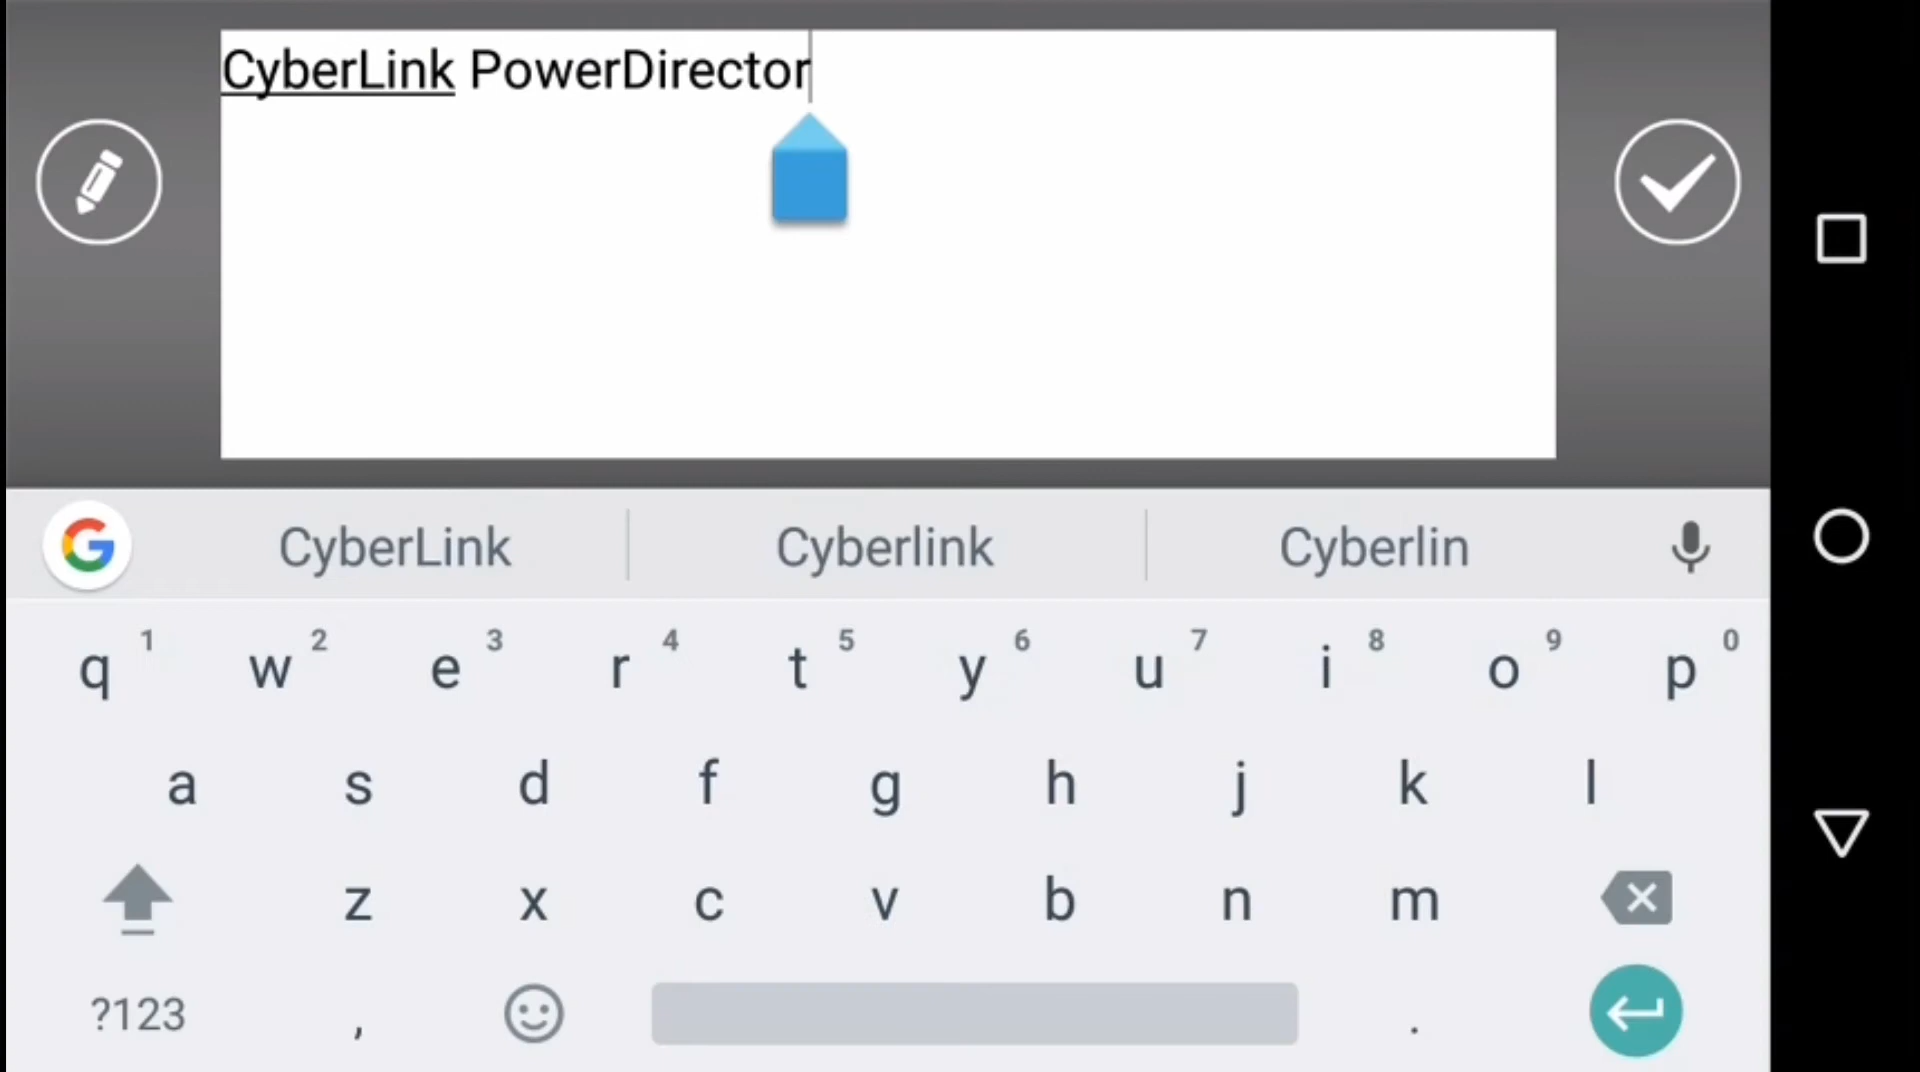 CyberLink PowerDirector
CyberLink Cyberlink Cyberlin
q 1 w 2 e 3 r 4 t 5 y 6 u 7 i 8 o 9 p 0
a s d f g h j k l
z x c v b n m
?123 , .